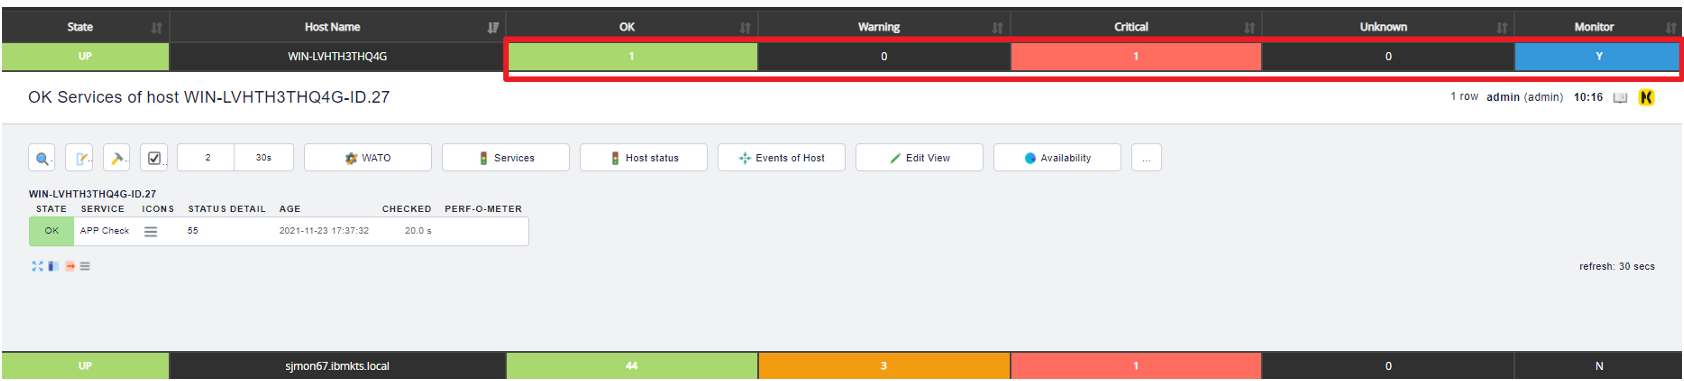 State Host Name OK Warning Critical Unknown Monitor
UP WIN-LVHTH3THQ4G 1 0 1 0 Y
OK Services of host WIN-LVHTH3THQ4G-ID.27
1 row admin (admin) 10:16
2 30s WATO Services Host status Events of Host Edit View Availability ...
WIN-LVHTH3THQ4G-ID.27
STATE SERVICE ICONS STATUS DETAIL AGE CHECKED PERF-O-METER
OK APP Check 55 2021-11-23 17:37:32 20.0 s
refresh: 30 secs
UP sjmon67.ibmkts.local 44 3 1 0 N